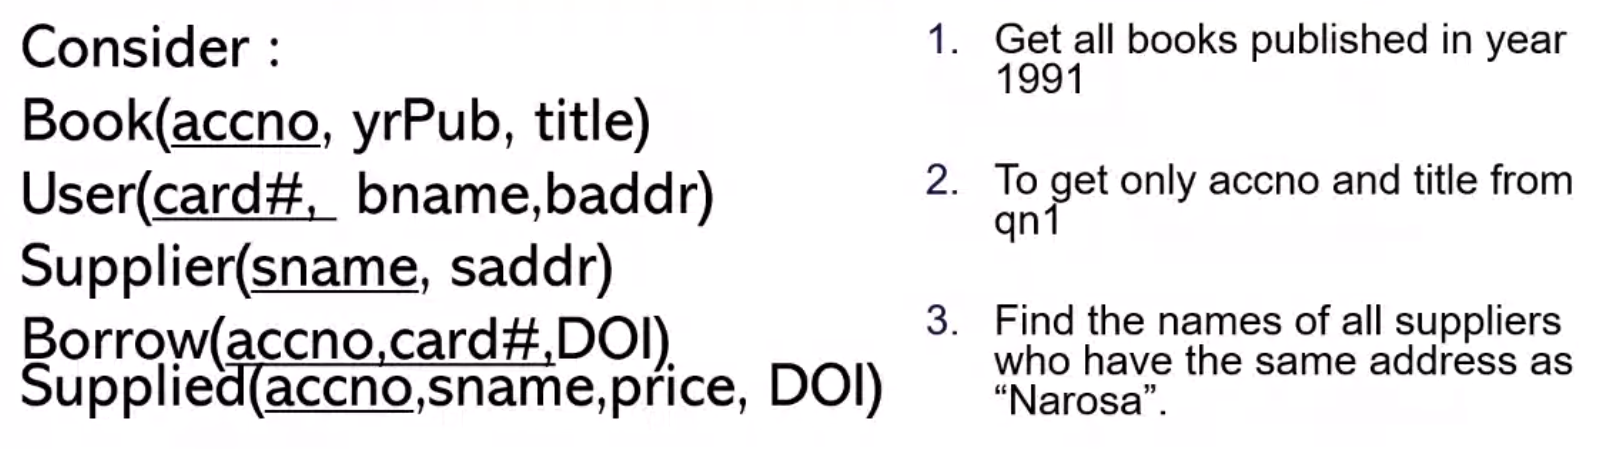 Consider :
Book(accno, yrPub, title)
User(card#, bname,baddr)
Supplier(sname, saddr)
Borrow(accno,card#,DOI)
Supplied(accno,sname,price, DOI)
1. Get all books published in year
1991
2. To get only accno and title from
qn1
3. Find the names of all suppliers
who have the same address as
“Narosa”.